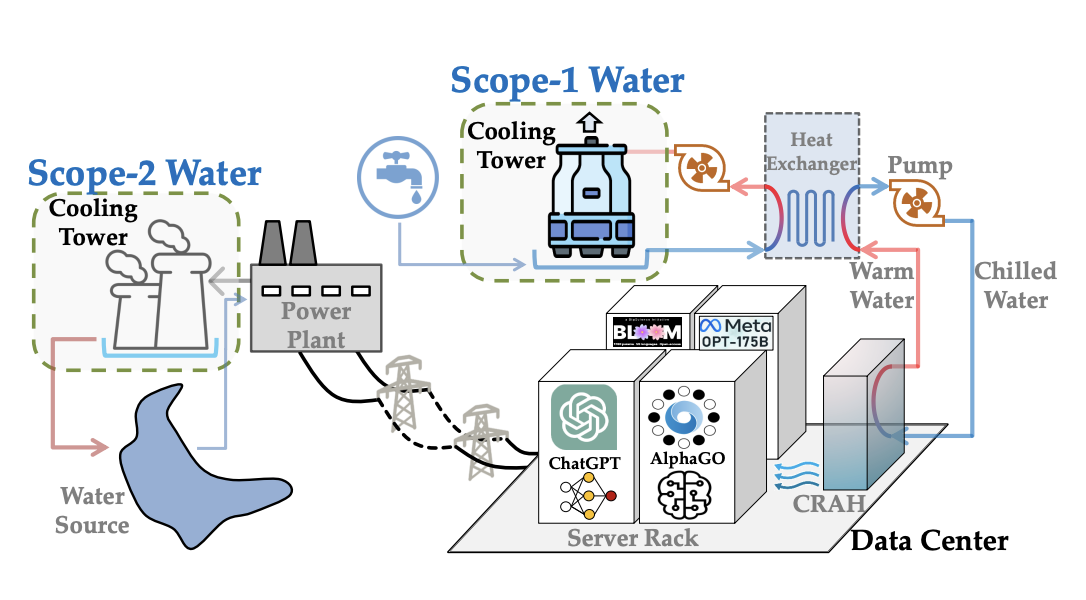 Scope-1 Water
Cooling
Tower
Heat
Exchanger
Pump
Scope-2 Water
Cooling
Tower
Warm
Water
Chilled
Water
Power
Plant
BLOOM
Meta
OPT-175B
ChatGPT
AlphaGO
Water
Source
CRAH
Server Rack
Data Center